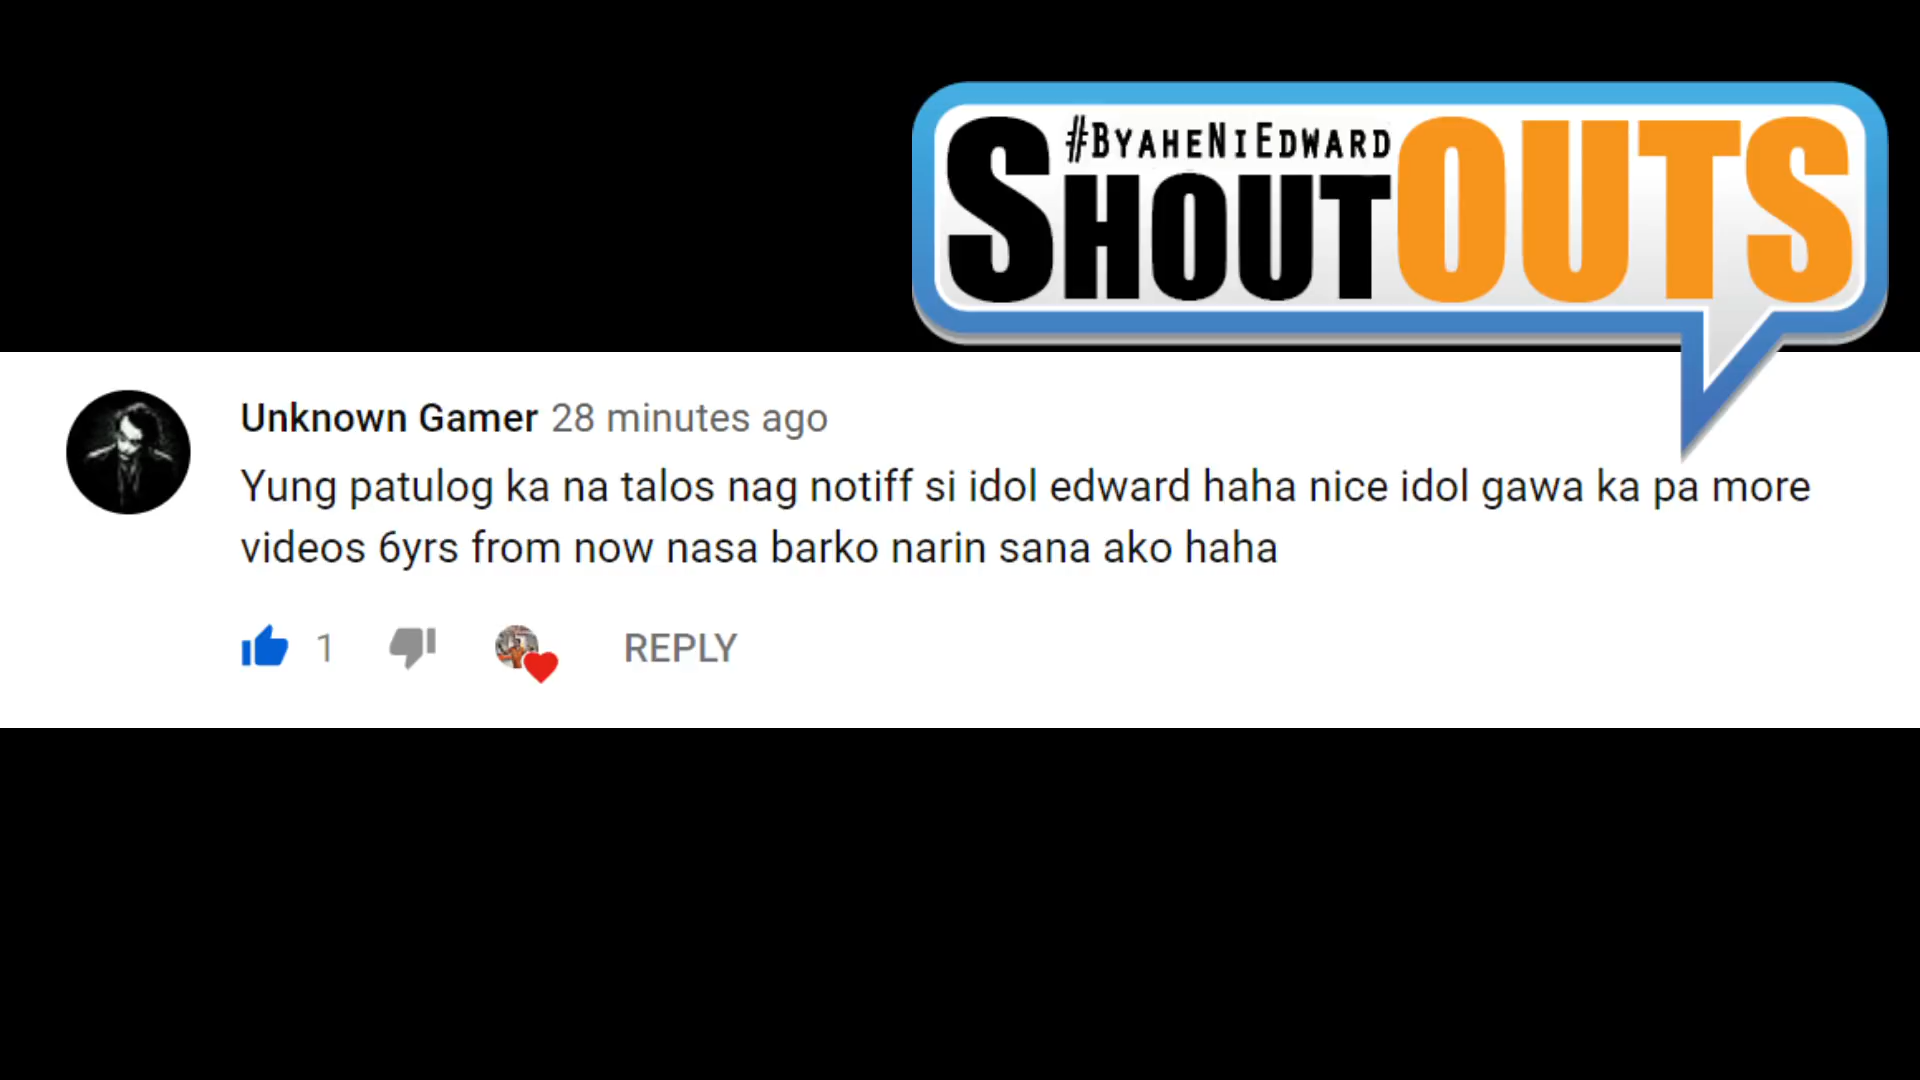 #ByaheNiEdward
ShoutOUTS
Unknown Gamer 28 minutes ago
Yung patulog ka na talos nag notiff si idol edward haha nice idol gawa ka pa more
videos 6yrs from now nasa barko narin sana ako haha
1 REPLY